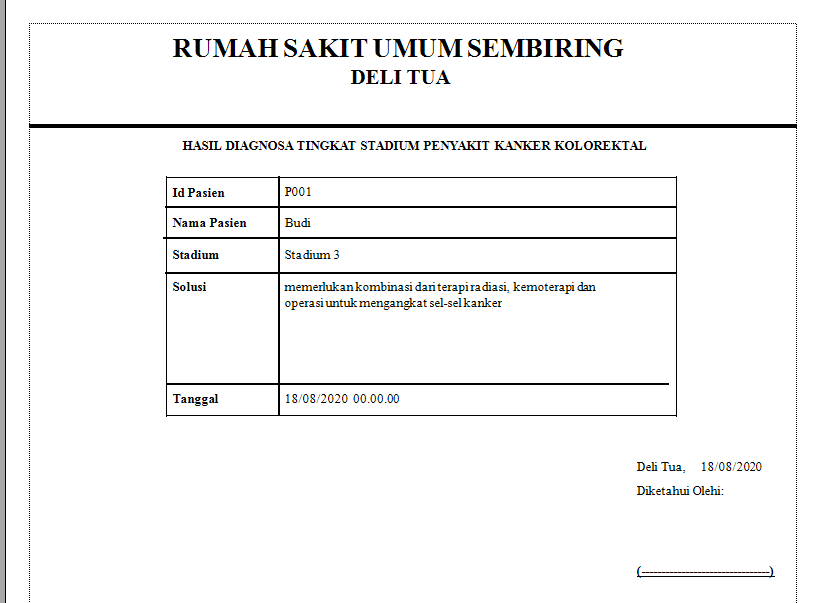 RUMAH SAKIT UMUM SEMBIRING
DELI TUA
HASIL DIAGNOSA TINGKAT STADIUM PENYAKIT KANKER KOLOREKTAL
Id Pasien P001
Nama Pasien Budi
Stadium Stadium 3
Solusi memerlukan kombinasi dari terapi radiasi, kemoterapi dan
operasi untuk mengangkat sel-sel kanker
Tanggal 18/08/2020 00.00.00
Deli Tua, 18/08/2020
Diketahui Olehi:
(--------------------------------)